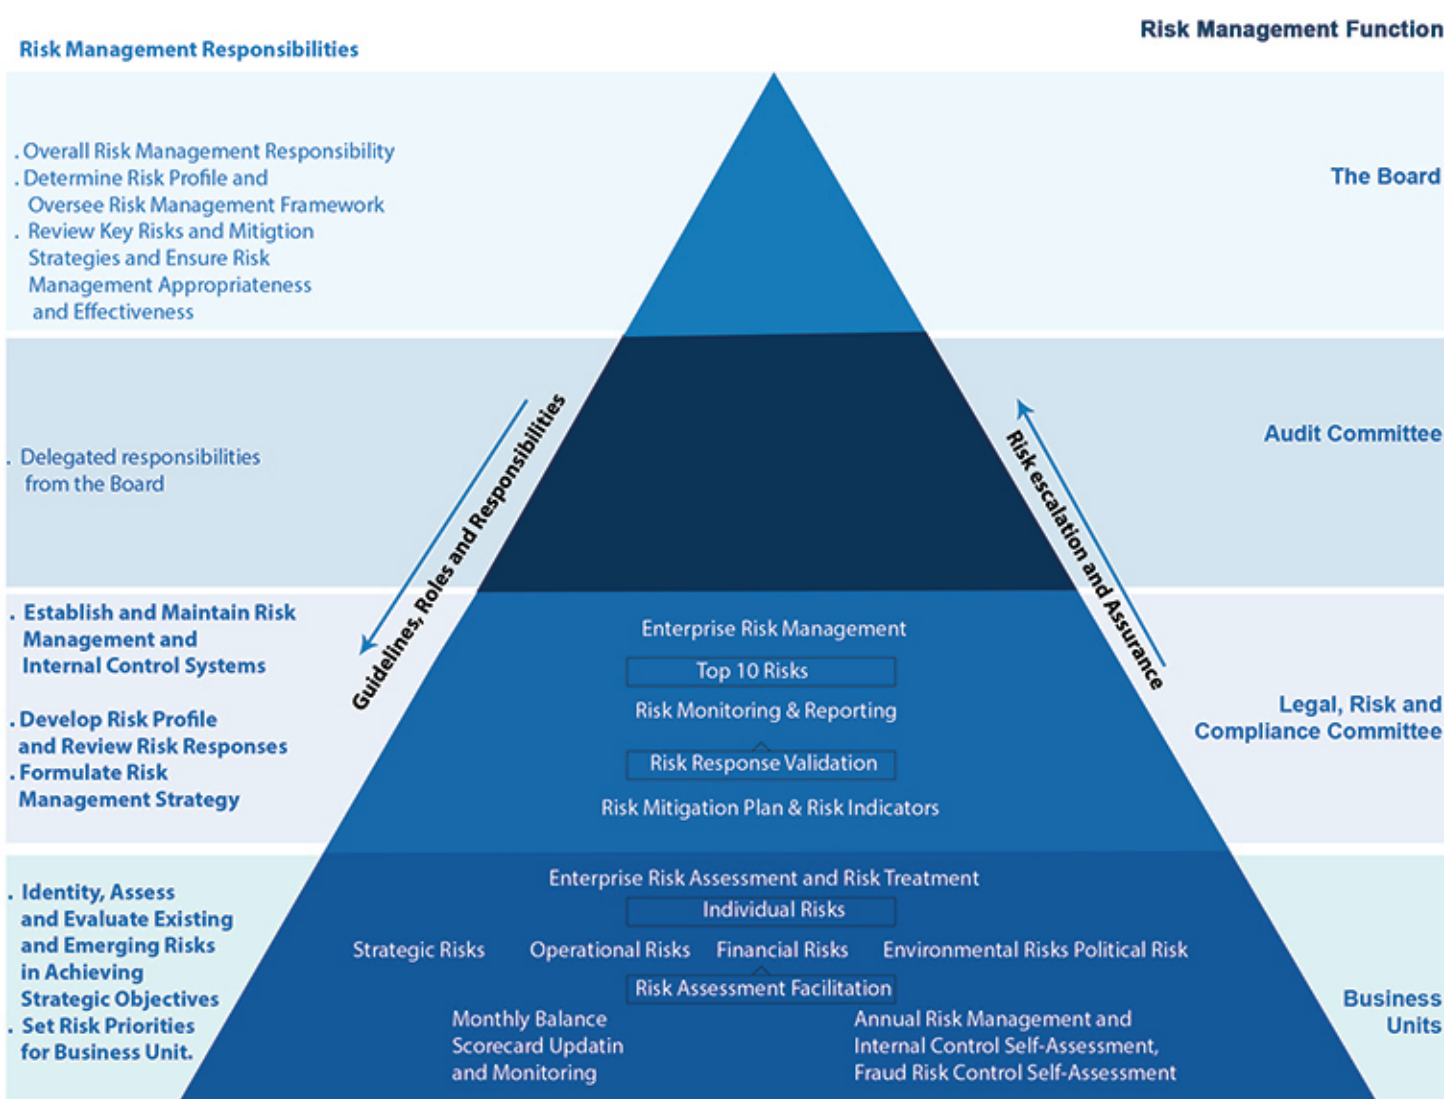 Risk Management Responsibilities
Risk Management Function
. Overall Risk Management Responsibility
. Determine Risk Profile and
Oversee Risk Management Framework
. Review Key Risks and Mitigtion
Strategies and Ensure Risk
Management Appropriateness
and Effectiveness
The Board
. Delegated responsibilities
from the Board
Guidelines, Roles and Responsibilities
Risk escalation and Assurance
Audit Committee
. Establish and Maintain Risk
Management and
Internal Control Systems
. Develop Risk Profile
and Review Risk Responses
. Formulate Risk
Management Strategy
Enterprise Risk Management
Top 10 Risks
Risk Monitoring & Reporting
Risk Response Validation
Risk Mitigation Plan & Risk Indicators
Legal, Risk and
Compliance Committee
. Identity, Assess
and Evaluate Existing
and Emerging Risks
in Achieving
Strategic Objectives
. Set Risk Priorities
for Business Unit.
Enterprise Risk Assessment and Risk Treatment
Individual Risks
Strategic Risks Operational Risks Financial Risks Environmental Risks Political Risk
Risk Assessment Facilitation
Monthly Balance
Scorecard Updatin
and Monitoring
Annual Risk Management and
Internal Control Self-Assessment,
Fraud Risk Control Self-Assessment
Business
Units